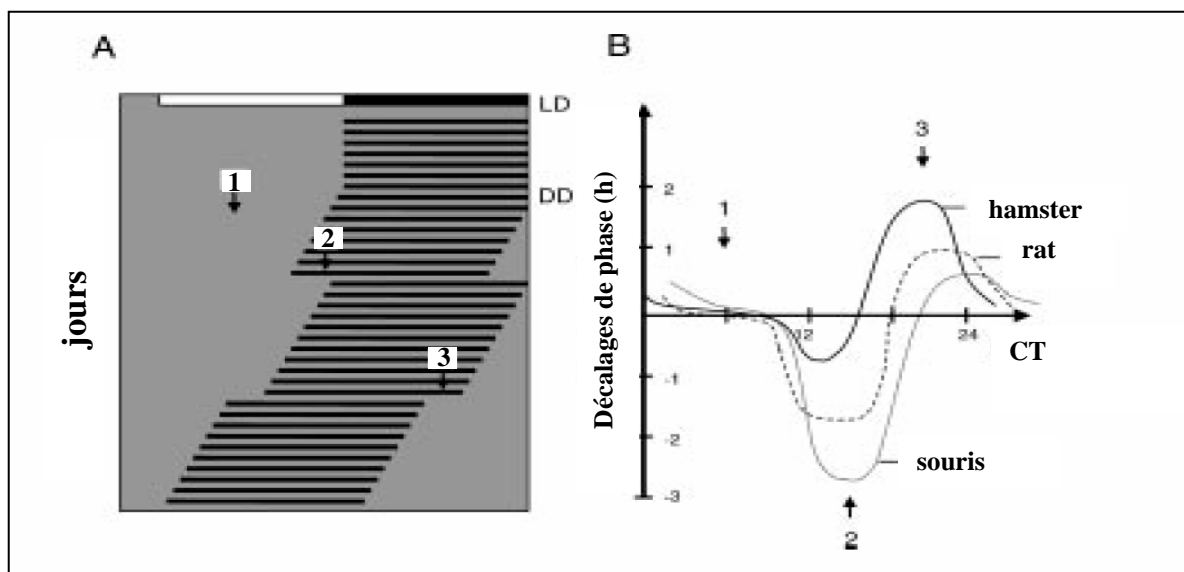 A
B
LD
DD
1
2
3
jours
Décalages de phase (h)
2
1
-1
-2
-3
1
3
hamster
rat
12
24
CT
souris
2